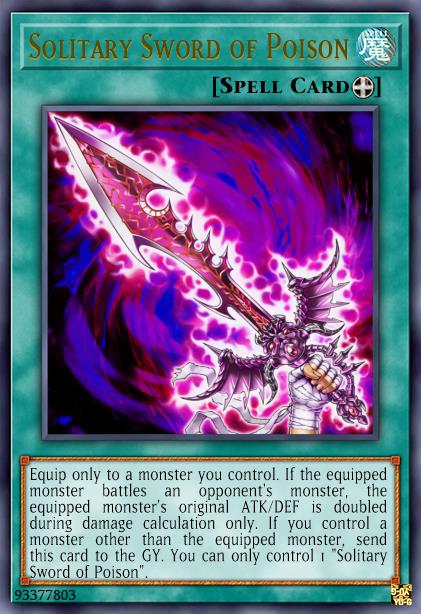 Solitary Sword of Poison
SPELL
魔
[Spell Card]
Equip only to a monster you control. If the equipped
monster battles an opponent's monster, the
equipped monster's original ATK/DEF is doubled
during damage calculation only. If you control a
monster other than the equipped monster, send
this card to the GY. You can only control 1 "Solitary
Sword of Poison".
93377803